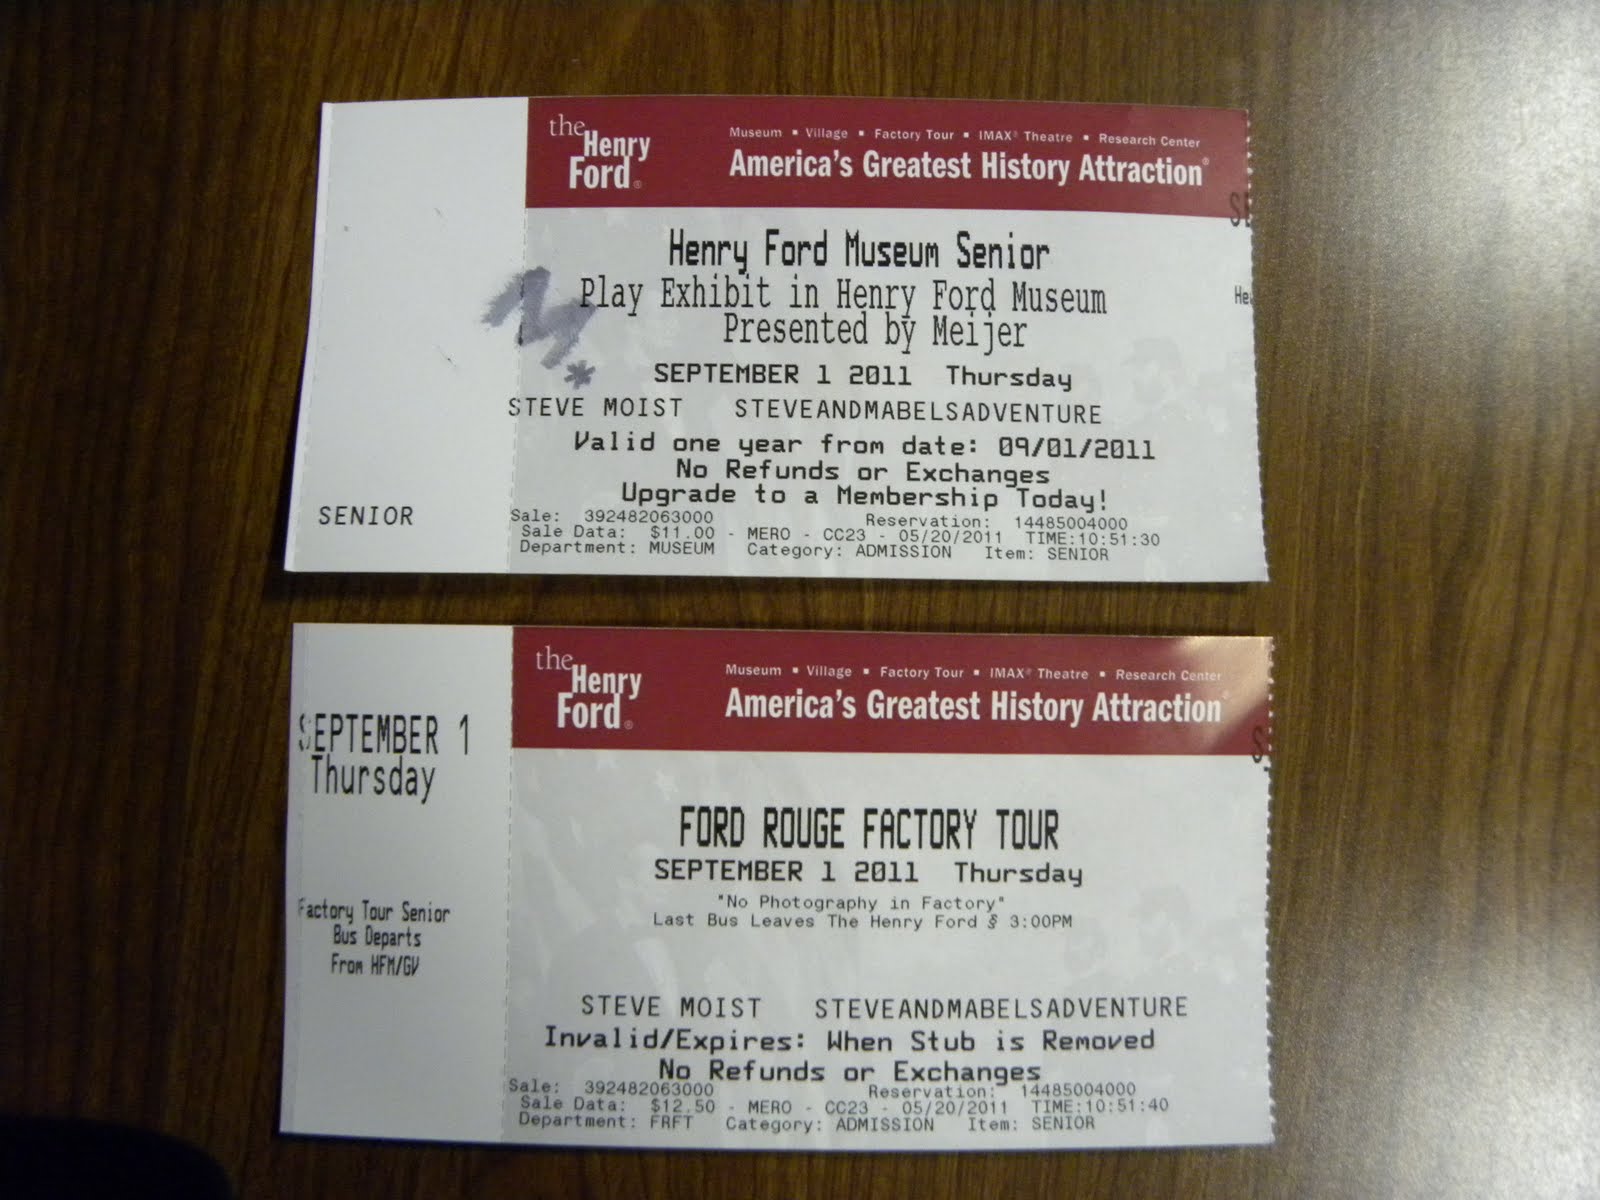 the
Henry
Ford®
Museum ▪ Village ▪ Factory Tour ▪ IMAX® Theatre ▪ Research Center
America's Greatest History Attraction®
Henry Ford Museum Senior
Play Exhibit in Henry Ford Museum
Presented by Meijer
SEPTEMBER 1 2011 Thursday
STEVE MOIST STEVEANDMABELSADVENTURE
Valid one year from date: 09/01/2011
No Refunds or Exchanges
Upgrade to a Membership Today!
SENIOR
Sale: 392482063000 Reservation: 14485004000
Sale Data: $11.00 - MERO - CC23 - 05/20/2011 TIME:10:51:30
Department: MUSEUM Category: ADMISSION Item: SENIOR
the
Henry
Ford®
Museum ▪ Village ▪ Factory Tour ▪ IMAX® Theatre ▪ Research Center
America's Greatest History Attraction®
SEPTEMBER 1
Thursday
Factory Tour Senior
Bus Departs
From HFM/GV
FORD ROUGE FACTORY TOUR
SEPTEMBER 1 2011 Thursday
"No Photography in Factory"
Last Bus Leaves The Henry Ford § 3:00PM
STEVE MOIST STEVEANDMABELSADVENTURE
Invalid/Expires: When Stub is Removed
No Refunds or Exchanges
Sale: 392482063000 Reservation: 14485004000
Sale Data: $12.50 - MERO - CC23 - 05/20/2011 TIME:10:51:40
Department: FRFT Category: ADMISSION Item: SENIOR